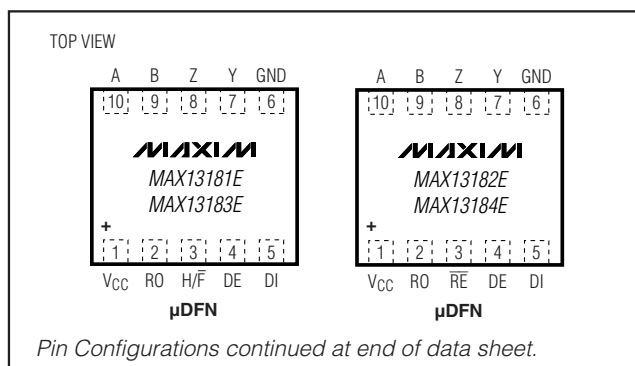 TOP VIEW
A B Z Y GND
10 9 8 7 6
MAXIM
MAX13181E
MAX13183E
+
1 2 3 4 5
VCC RO H/F̅ DE DI
µDFN
A B Z Y GND
10 9 8 7 6
MAXIM
MAX13182E
MAX13184E
+
1 2 3 4 5
VCC RO R̅E̅ DE DI
µDFN
Pin Configurations continued at end of data sheet.